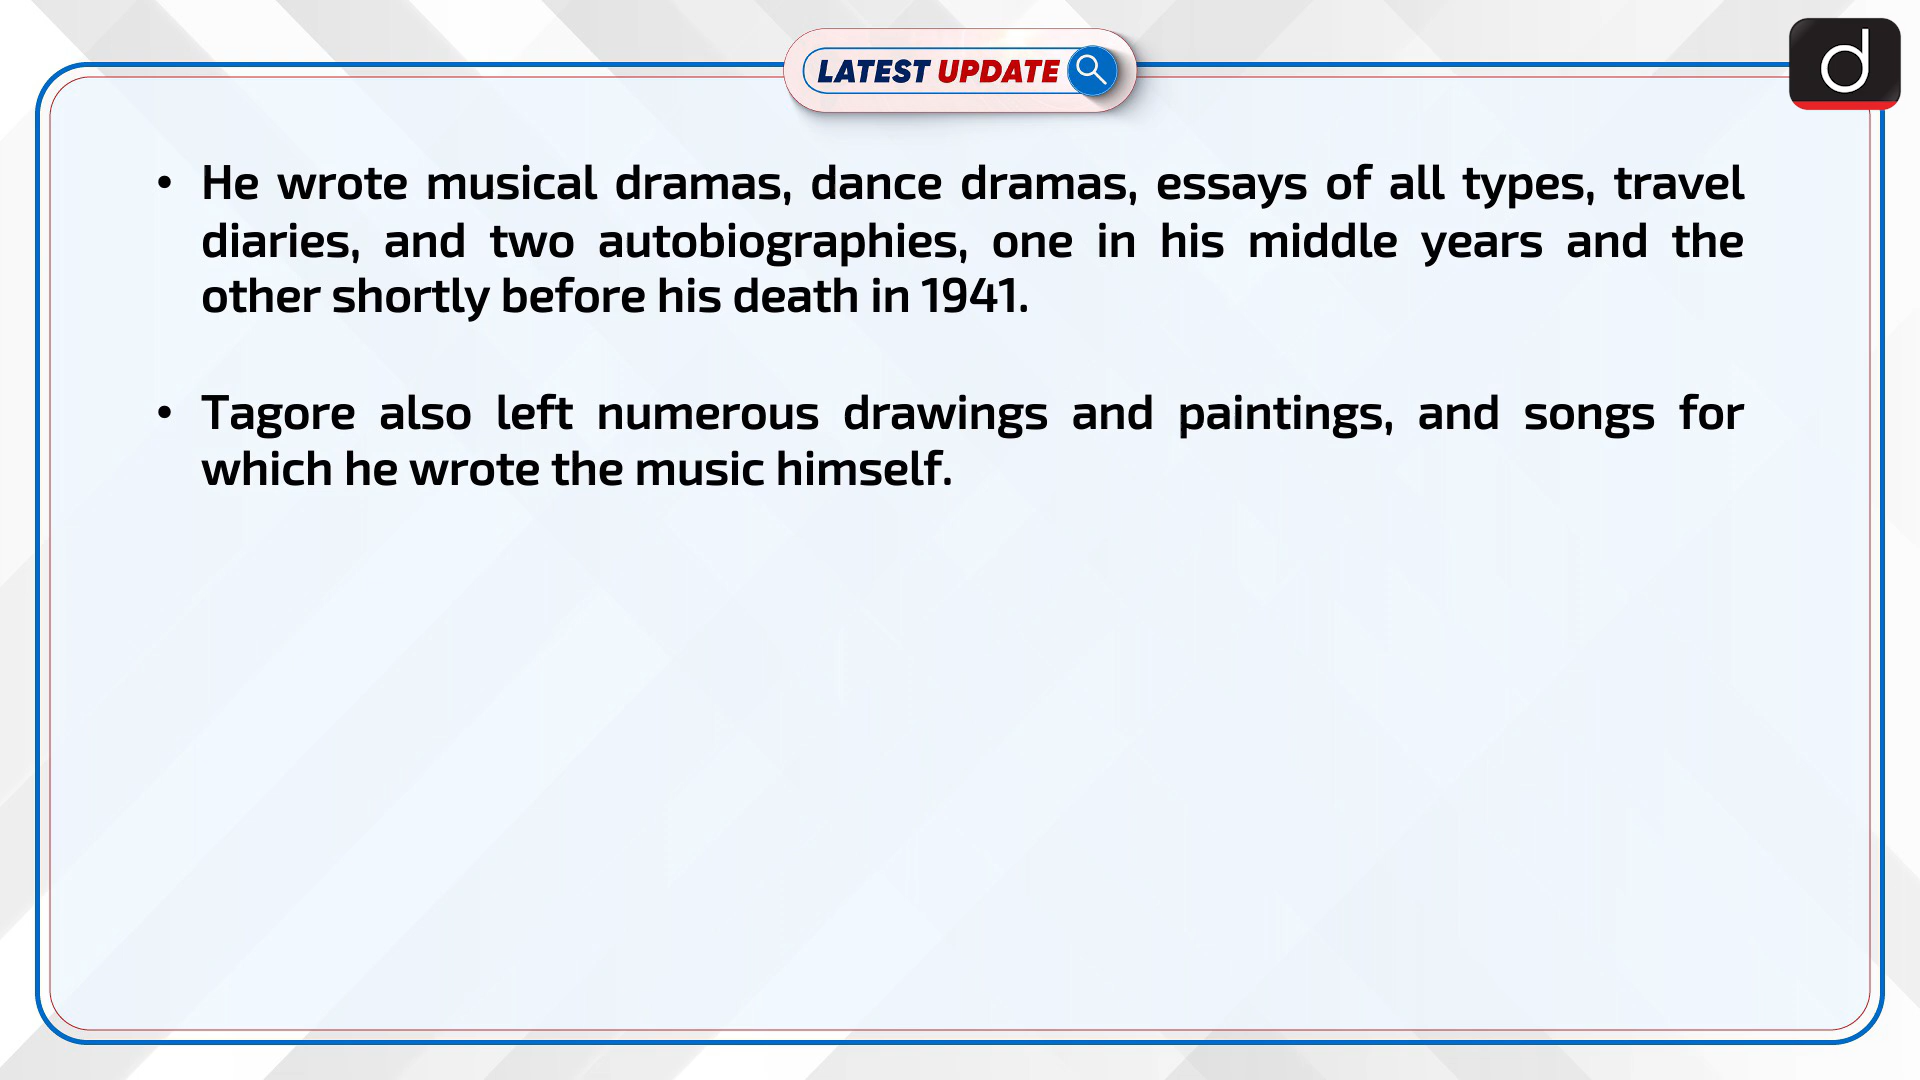 LATEST UPDATE
d
• He wrote musical dramas, dance dramas, essays of all types, travel
diaries, and two autobiographies, one in his middle years and the
other shortly before his death in 1941.
• Tagore also left numerous drawings and paintings, and songs for
which he wrote the music himself.